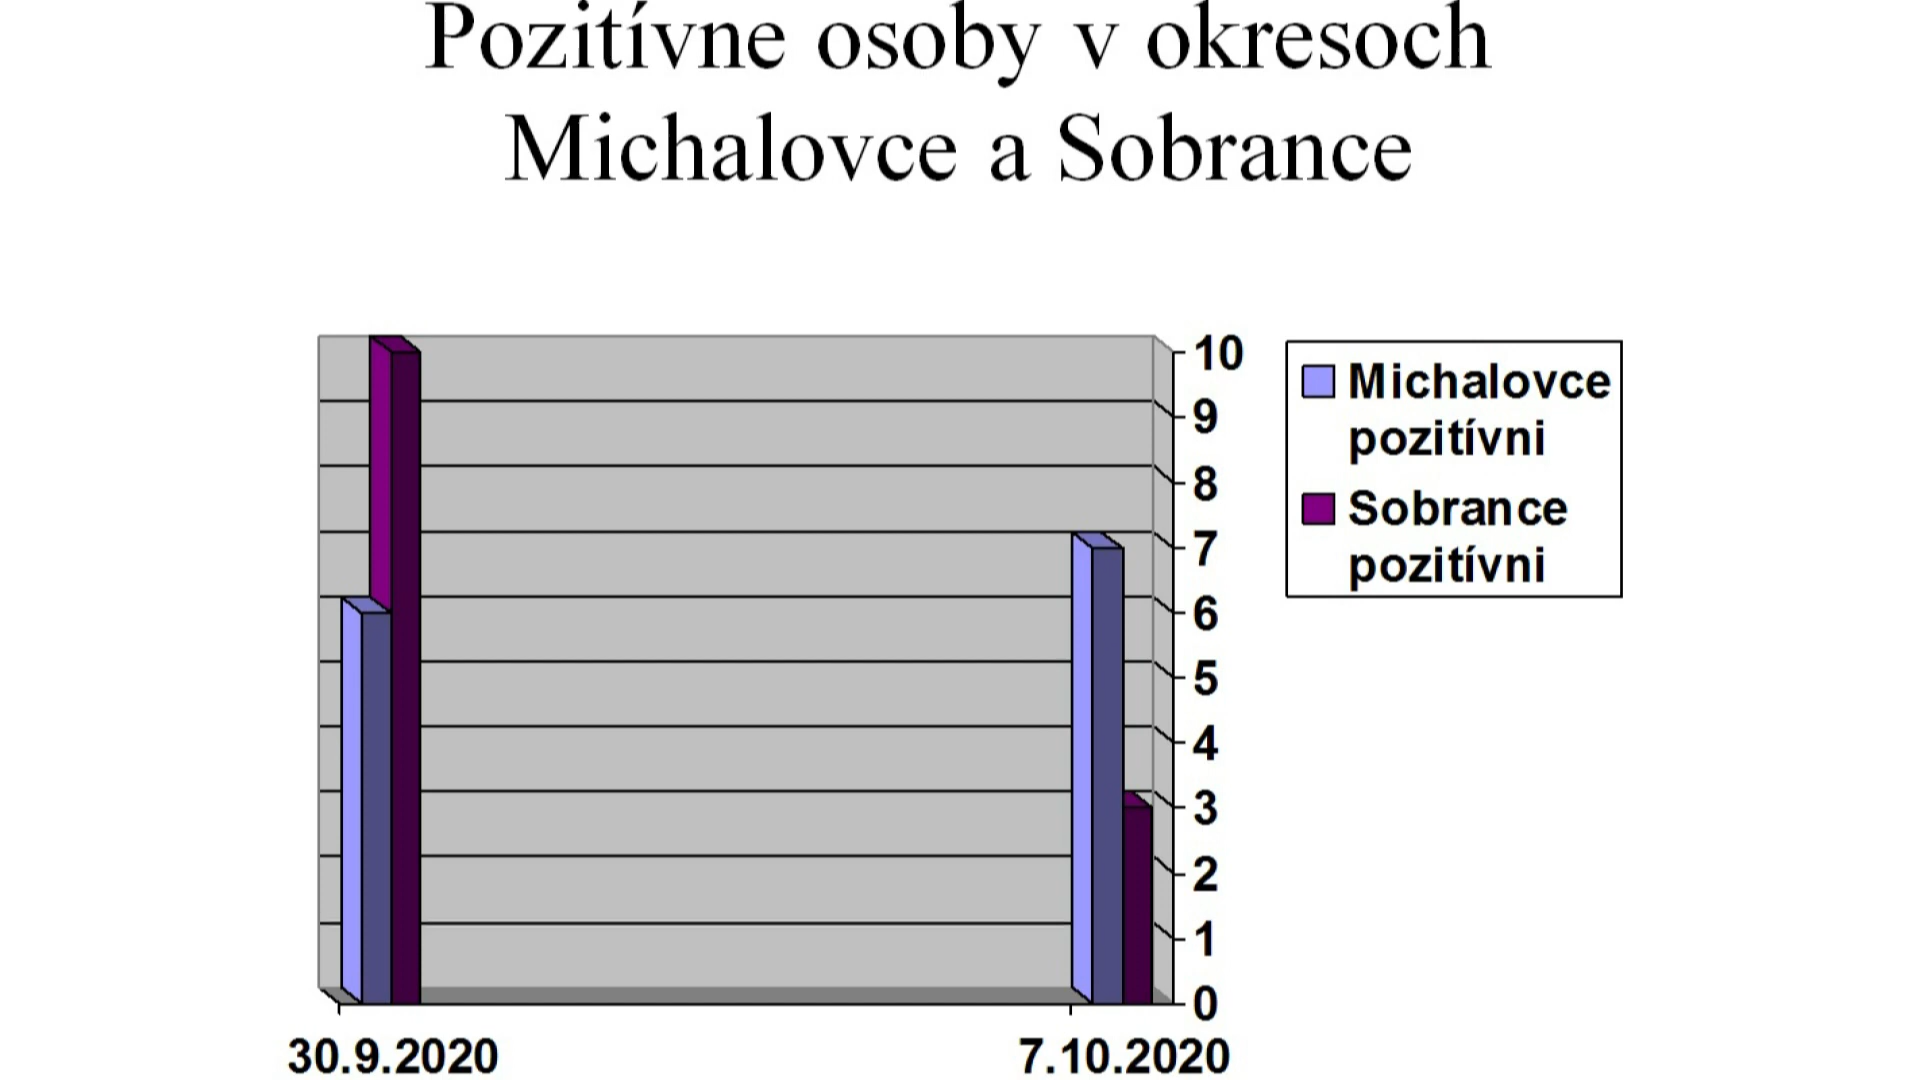 Pozitívne osoby v okresoch
Michalovce a Sobrance
10
9
8
7
6
5
4
3
2
1
0
Michalovce
pozitívni
Sobrance
pozitívni
30.9.2020
7.10.2020